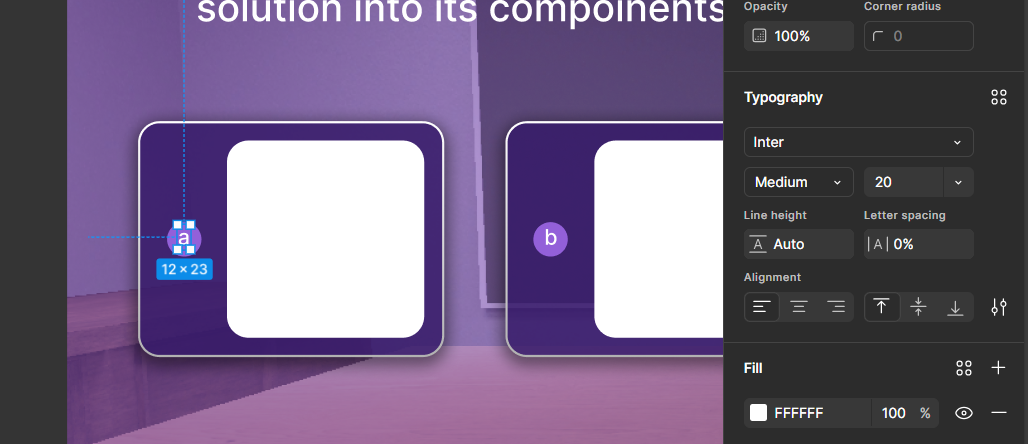 solution into its compoinents
a
12 × 23
b
Opacity
Corner radius
100%
0
Typography
Inter
Medium
20
Line height
Letter spacing
A Auto
|A| 0%
Alignment
Fill
FFFFFF
100 %